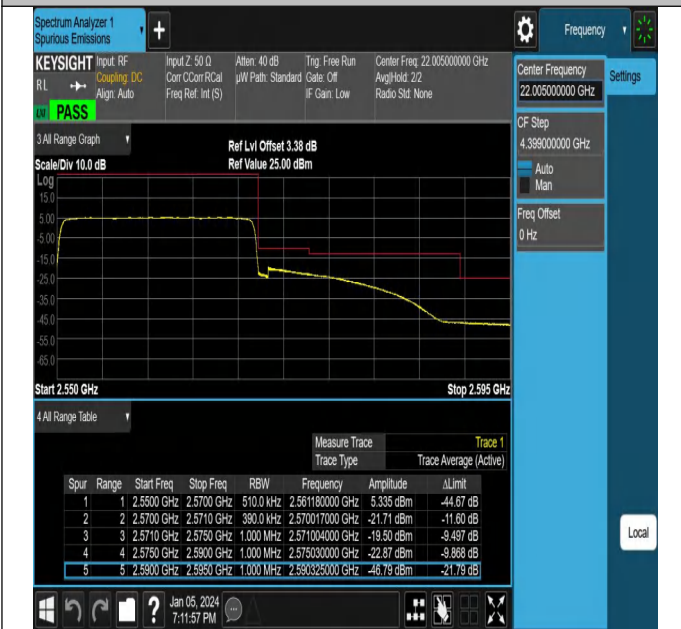 Spectrum Analyzer 1
Spurious Emissions
+
Frequency
KEYSIGHT
RL
Input: RF
Coupling: DC
Align: Auto
Input Z: 50 Ω
Corr CCorr RCal
Freq Ref: Int (S)
Atten: 40 dB
µW Path: Standard
Trig: Free Run
Gate: Off
IF Gain: Low
Center Freq: 22.005000000 GHz
Avg|Hold: 2/2
Radio Std: None
PASS
Center Frequency
22.005000000 GHz
Settings
CF Step
4.399000000 GHz
Auto
Man
Freq Offset
0 Hz
3 All Range Graph
Scale/Div 10.0 dB
Ref Lvl Offset 3.38 dB
Ref Value 25.00 dBm
Log
15.0
5.00
-5.00
-15.0
-25.0
-35.0
-45.0
-55.0
-65.0
Start 2.550 GHz
Stop 2.595 GHz
4 All Range Table
Measure Trace Trace 1
Trace Type Trace Average (Active)
Spur Range Start Freq Stop Freq RBW Frequency Amplitude ΔLimit
1 1 2.5500 GHz 2.5700 GHz 510.0 kHz 2.561180000 GHz 5.335 dBm -44.67 dB
2 2 2.5700 GHz 2.5710 GHz 390.0 kHz 2.570017000 GHz -21.71 dBm -11.60 dB
3 3 2.5710 GHz 2.5750 GHz 1.000 MHz 2.571004000 GHz -19.50 dBm -9.497 dB
4 4 2.5750 GHz 2.5900 GHz 1.000 MHz 2.575030000 GHz -22.87 dBm -9.868 dB
5 5 2.5900 GHz 2.5950 GHz 1.000 MHz 2.590325000 GHz -46.79 dBm -21.79 dB
Local
?
Jan 05, 2024
7:11:57 PM